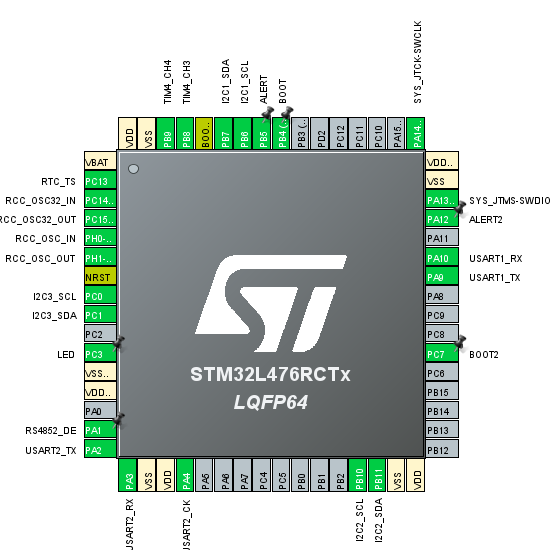 TIM4_CH4
TIM4_CH3
I2C1_SDA
I2C1_SCL
ALERT
BOOT
SYS_JTCK-SWCLK
VDD
VSS
PB9
PB8
BOO..
PB7
PB6
PB5
PB4 (..
PB3 (..
PD2
PC12
PC11
PC10
PA15..
PA14..
VBAT
RTC_TS PC13
RCC_OSC32_IN PC14..
RCC_OSC32_OUT PC15..
RCC_OSC_IN PH0-..
RCC_OSC_OUT PH1-..
NRST
I2C3_SCL PC0
I2C3_SDA PC1
PC2
LED PC3
VSS..
VDD..
PA0
RS4852_DE PA1
USART2_TX PA2
VDD..
VSS
PA13.. SYS_JTMS-SWDIO
PA12 ALERT2
PA11
PA10 USART1_RX
PA9 USART1_TX
PA8
PC9
PC8
PC7 BOOT2
PC6
PB15
PB14
PB13
PB12
ST
STM32L476RCTx
LQFP64
PA3
VSS
VDD
PA4
PA5
PA6
PA7
PC4
PC5
PB0
PB1
PB2
PB10
PB11
VSS
VDD
USART2_RX
USART2_CK
I2C2_SCL
I2C2_SDA